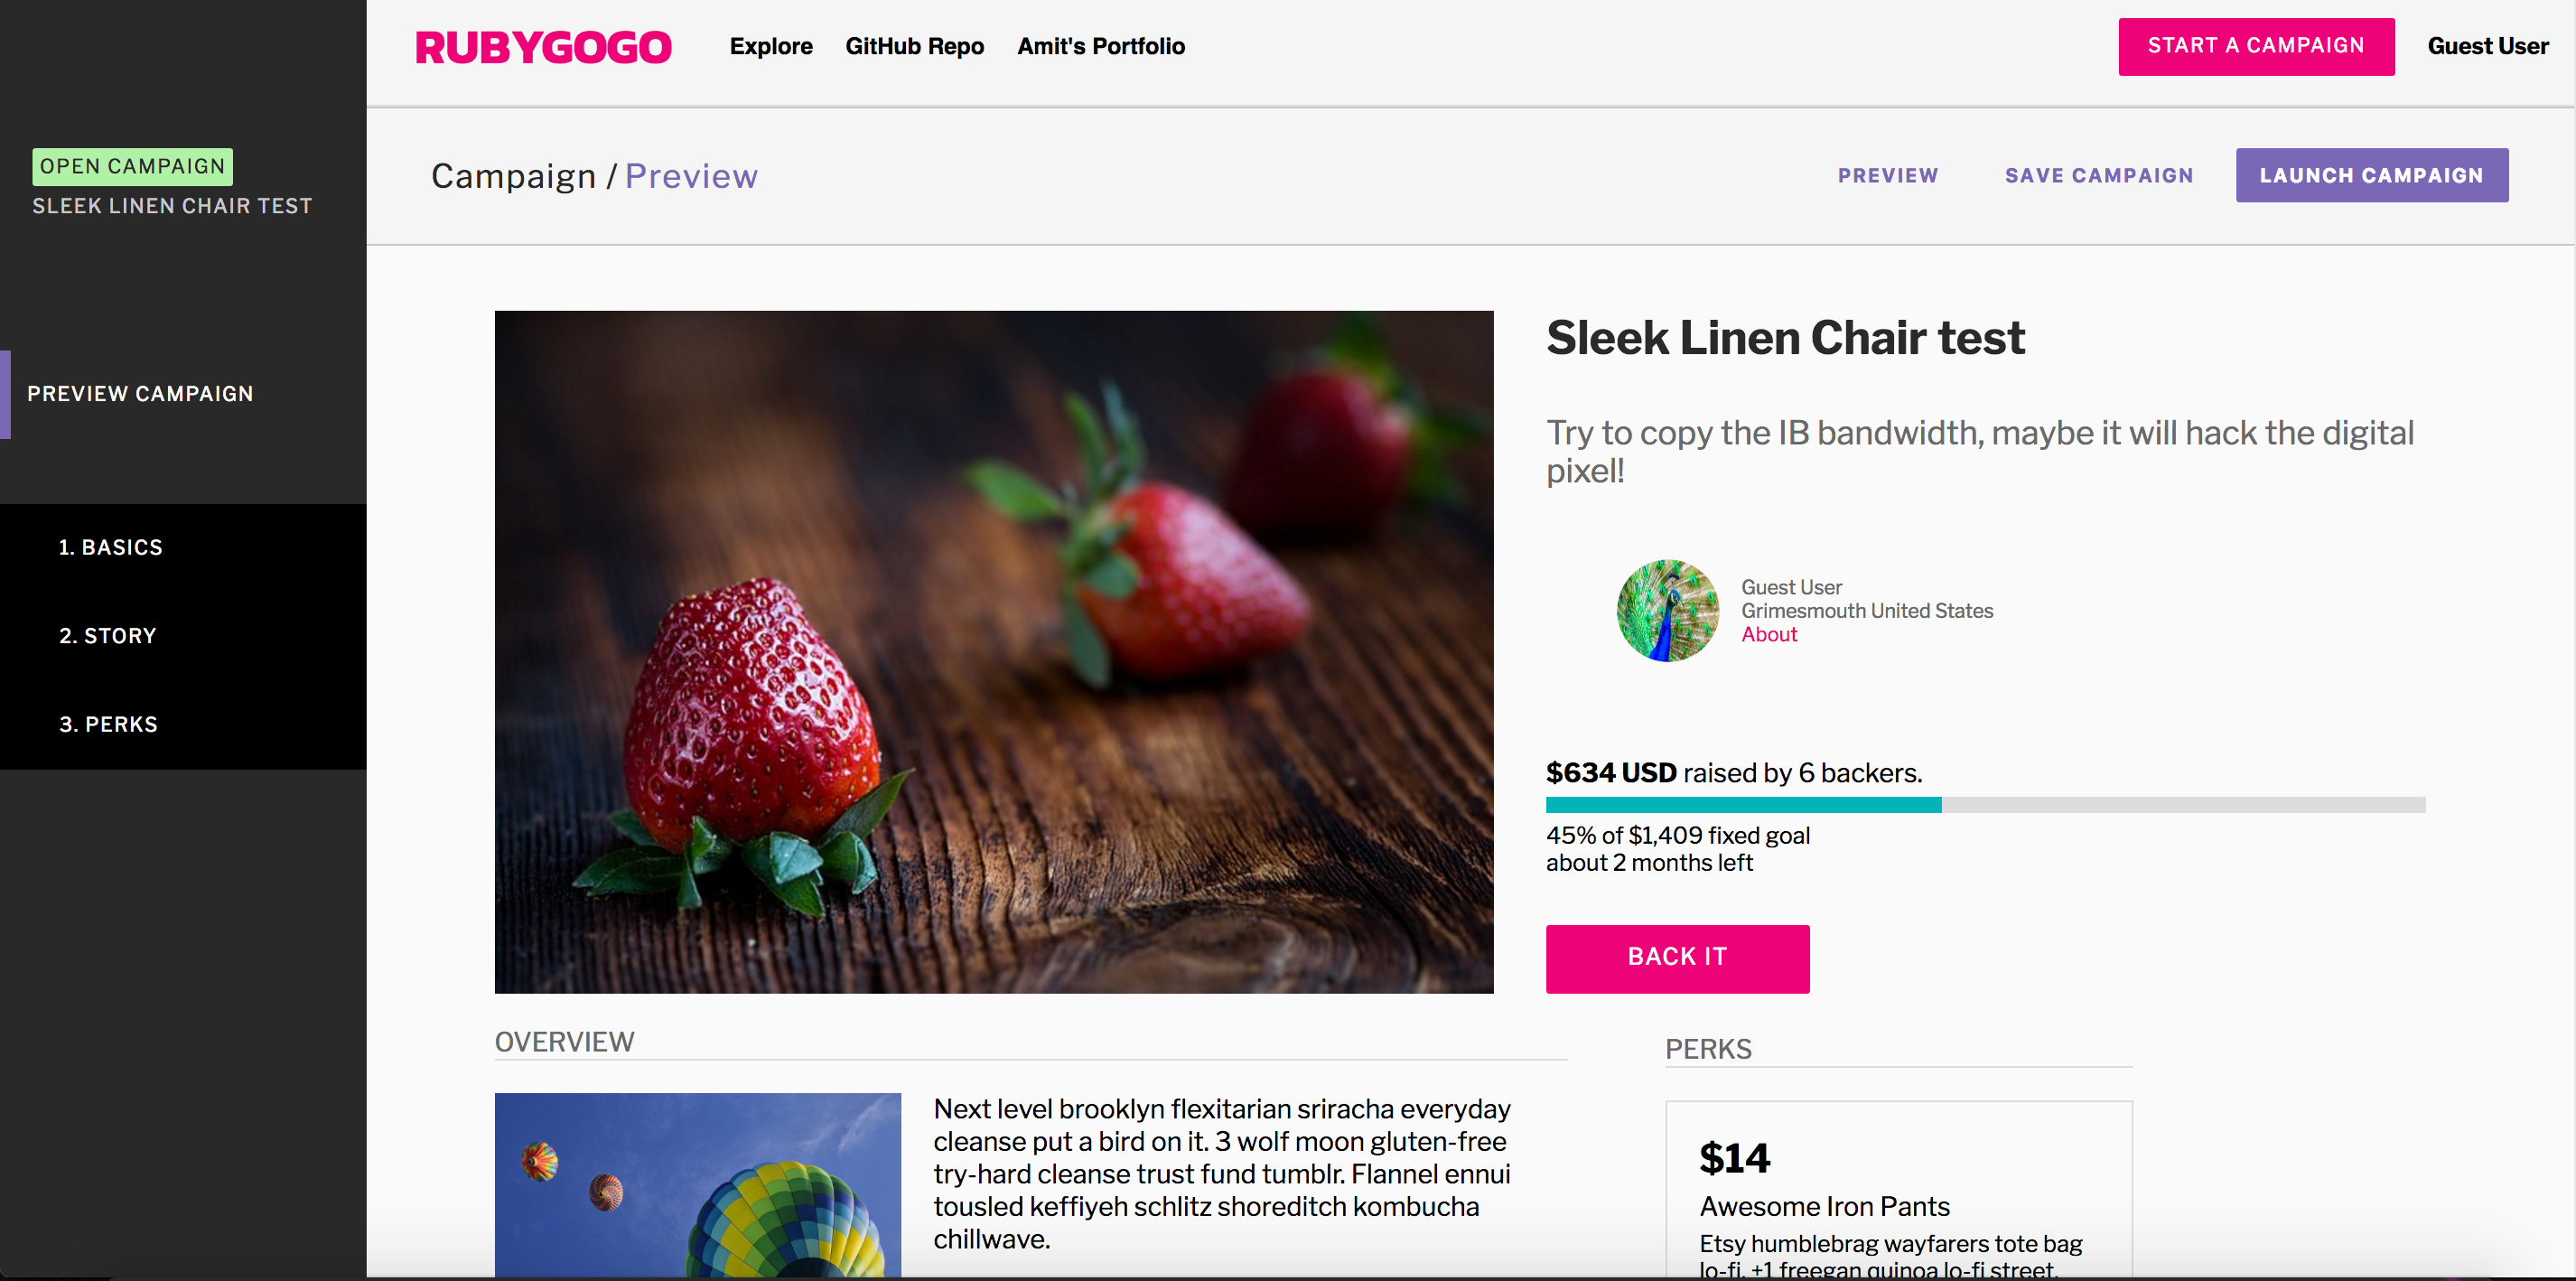 RUBYGOGO
Explore
GitHub Repo
Amit's Portfolio
START A CAMPAIGN
Guest User
OPEN CAMPAIGN
SLEEK LINEN CHAIR TEST
PREVIEW CAMPAIGN
1. BASICS
2. STORY
3. PERKS
Campaign / Preview
PREVIEW
SAVE CAMPAIGN
LAUNCH CAMPAIGN
Sleek Linen Chair test
Try to copy the IB bandwidth, maybe it will hack the digital
pixel!
Guest User
Grimesmouth United States
About
$634 USD raised by 6 backers.
45% of $1,409 fixed goal
about 2 months left
BACK IT
OVERVIEW
Next level brooklyn flexitarian sriracha everyday
cleanse put a bird on it. 3 wolf moon gluten-free
try-hard cleanse trust fund tumblr. Flannel ennui
tousled keffiyeh schlitz shoreditch kombucha
chillwave.
PERKS
$14
Awesome Iron Pants
Etsy humblebrag wayfarers tote bag
lo-fi. +1 freegan quinoa lo-fi street.